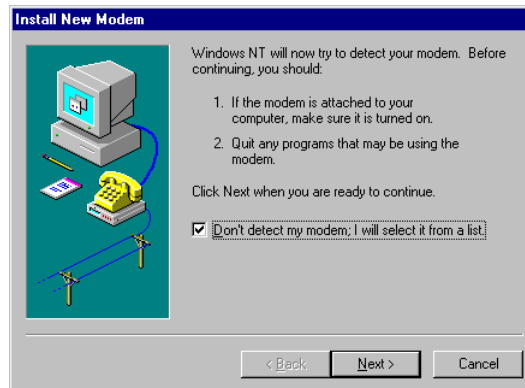 Install New Modem
Windows NT will now try to detect your modem. Before
continuing, you should:
1. If the modem is attached to your
computer, make sure it is turned on.
2. Quit any programs that may be using the
modem.
Click Next when you are ready to continue.
Don't detect my modem; I will select it from a list.
< Back
Next >
Cancel